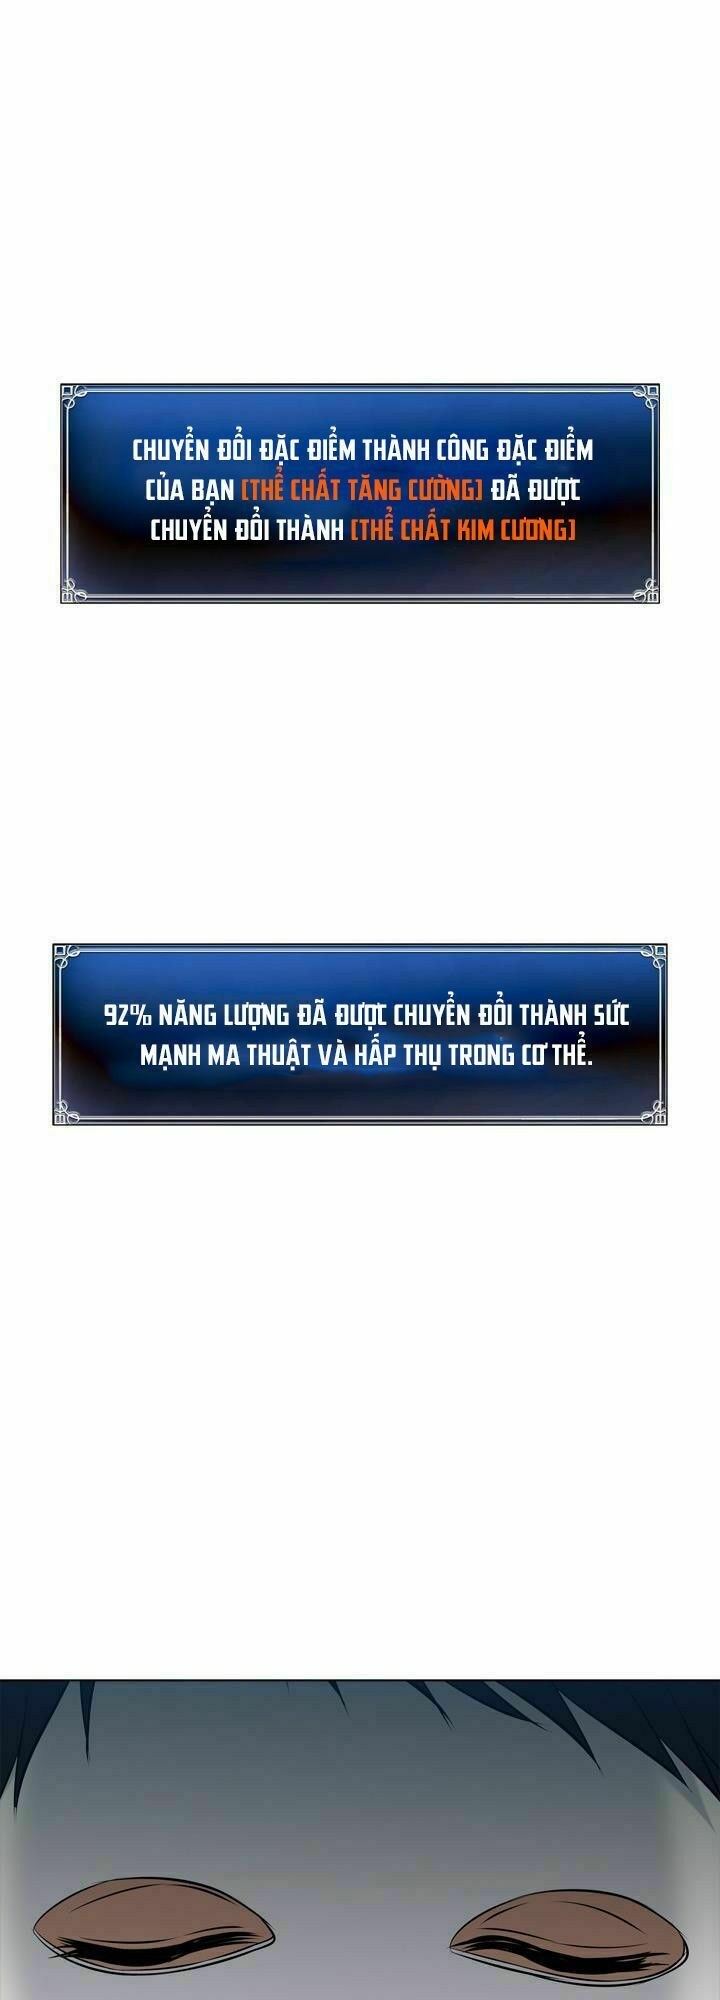 CHUYỂN ĐỔI ĐẶC ĐIỂM THÀNH CÔNG ĐẶC ĐIỂM
CỦA BẠN [THỂ CHẤT TĂNG CƯỜNG] ĐÃ ĐƯỢC
CHUYỂN ĐỔI THÀNH [THỂ CHẤT KIM CƯƠNG]
92% NĂNG LƯỢNG ĐÃ ĐƯỢC CHUYỂN ĐỔI THÀNH SỨC
MẠNH MA THUẬT VÀ HẤP THỤ TRONG CƠ THỂ.